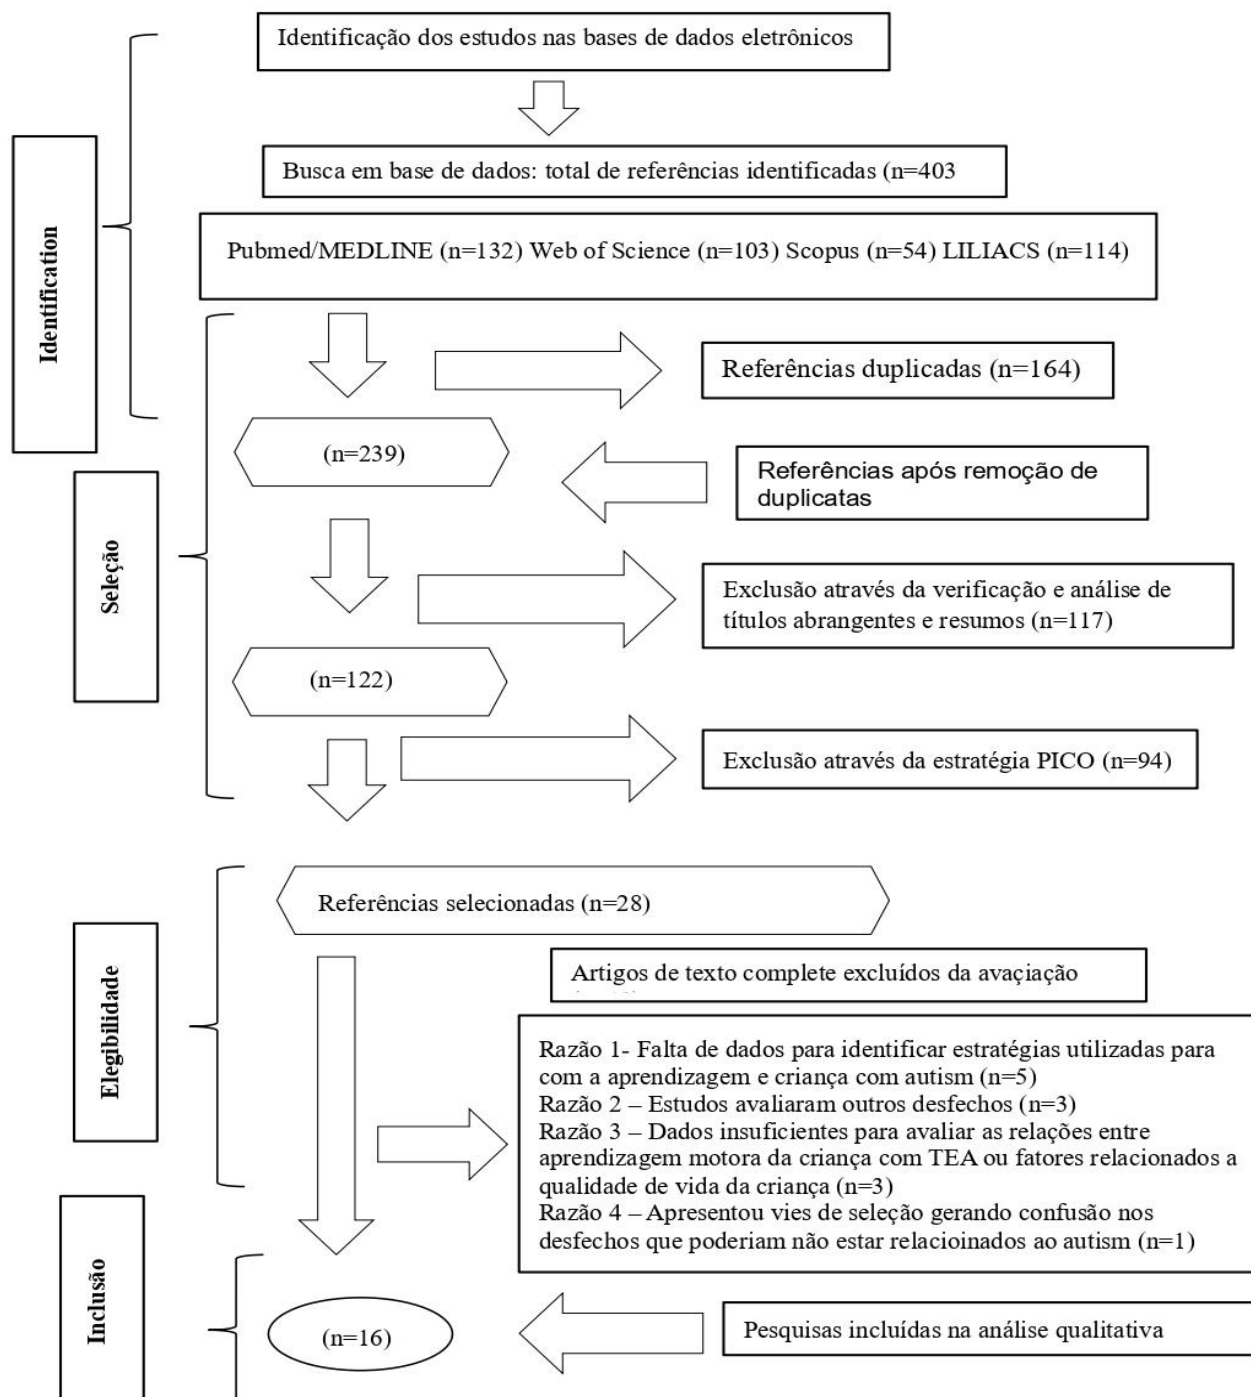 Identificação dos estudos nas bases de dados eletrônicos
Busca em base de dados: total de referências identificadas (n=403
Pubmed/MEDLINE (n=132) Web of Science (n=103) Scopus (n=54) LILIACS (n=114)
Identification
Referências duplicadas (n=164)
(n=239)
Referências após remoção de
duplicatas
Seleção
Exclusão através da verificação e análise de
títulos abrangentes e resumos (n=117)
(n=122)
Exclusão através da estratégia PICO (n=94)
Referências selecionadas (n=28)
Elegibilidade
Artigos de texto complete excluídos da avaçiação
Razão 1- Falta de dados para identificar estratégias utilizadas para
com a aprendizagem e criança com autism (n=5)
Razão 2 – Estudos avaliaram outros desfechos (n=3)
Razão 3 – Dados insuficientes para avaliar as relações entre
aprendizagem motora da criança com TEA ou fatores relacionados a
qualidade de vida da criança (n=3)
Razão 4 – Apresentou vies de seleção gerando confusão nos
desfechos que poderiam não estar relacioinados ao autism (n=1)
Inclusão
(n=16)
Pesquisas incluídas na análise qualitativa